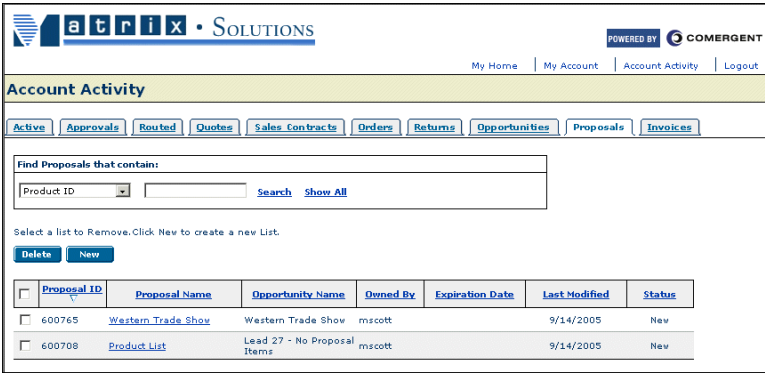 Matrix • SOLUTIONS
POWERED BY COMERGENT
My Home | My Account | Account Activity | Logout
Account Activity
Active Approvals Routed Quotes Sales Contracts Orders Returns Opportunities Proposals Invoices
Find Proposals that contain:
Product ID Search Show All
Select a list to Remove.Click New to create a new List.
Delete New
Proposal ID Proposal Name Opportunity Name Owned By Expiration Date Last Modified Status
600765 Western Trade Show Western Trade Show mscott 9/14/2005 New
600708 Product List Lead 27 - No Proposal Items mscott 9/14/2005 New